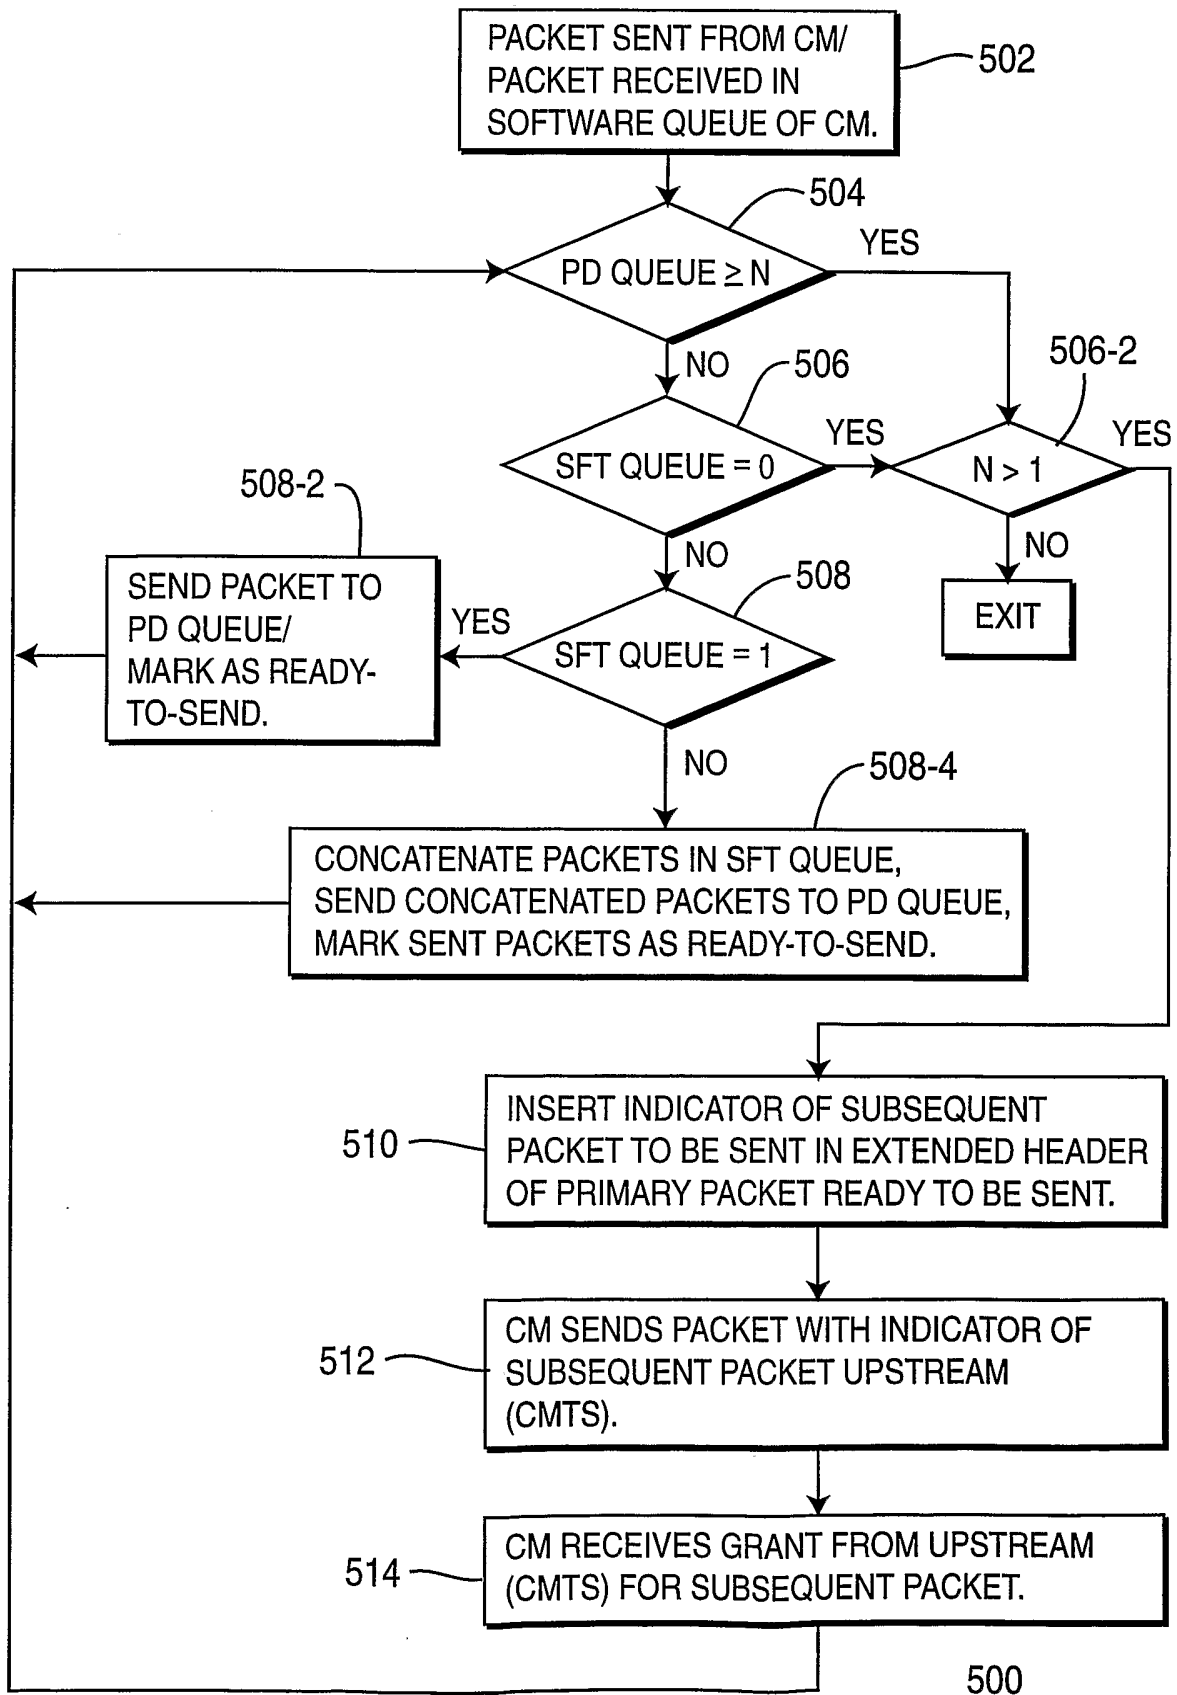 PACKET SENT FROM CM/
PACKET RECEIVED IN
SOFTWARE QUEUE OF CM.
502
504
PD QUEUE ≥ N
YES
NO
506
506-2
SFT QUEUE = 0
YES
N > 1
YES
508-2
NO
NO
508
EXIT
SEND PACKET TO
PD QUEUE/
MARK AS READY-
TO-SEND.
YES
SFT QUEUE = 1
NO
508-4
CONCATENATE PACKETS IN SFT QUEUE,
SEND CONCATENATED PACKETS TO PD QUEUE,
MARK SENT PACKETS AS READY-TO-SEND.
510
INSERT INDICATOR OF SUBSEQUENT
PACKET TO BE SENT IN EXTENDED HEADER
OF PRIMARY PACKET READY TO BE SENT.
512
CM SENDS PACKET WITH INDICATOR OF
SUBSEQUENT PACKET UPSTREAM
(CMTS).
514
CM RECEIVES GRANT FROM UPSTREAM
(CMTS) FOR SUBSEQUENT PACKET.
500